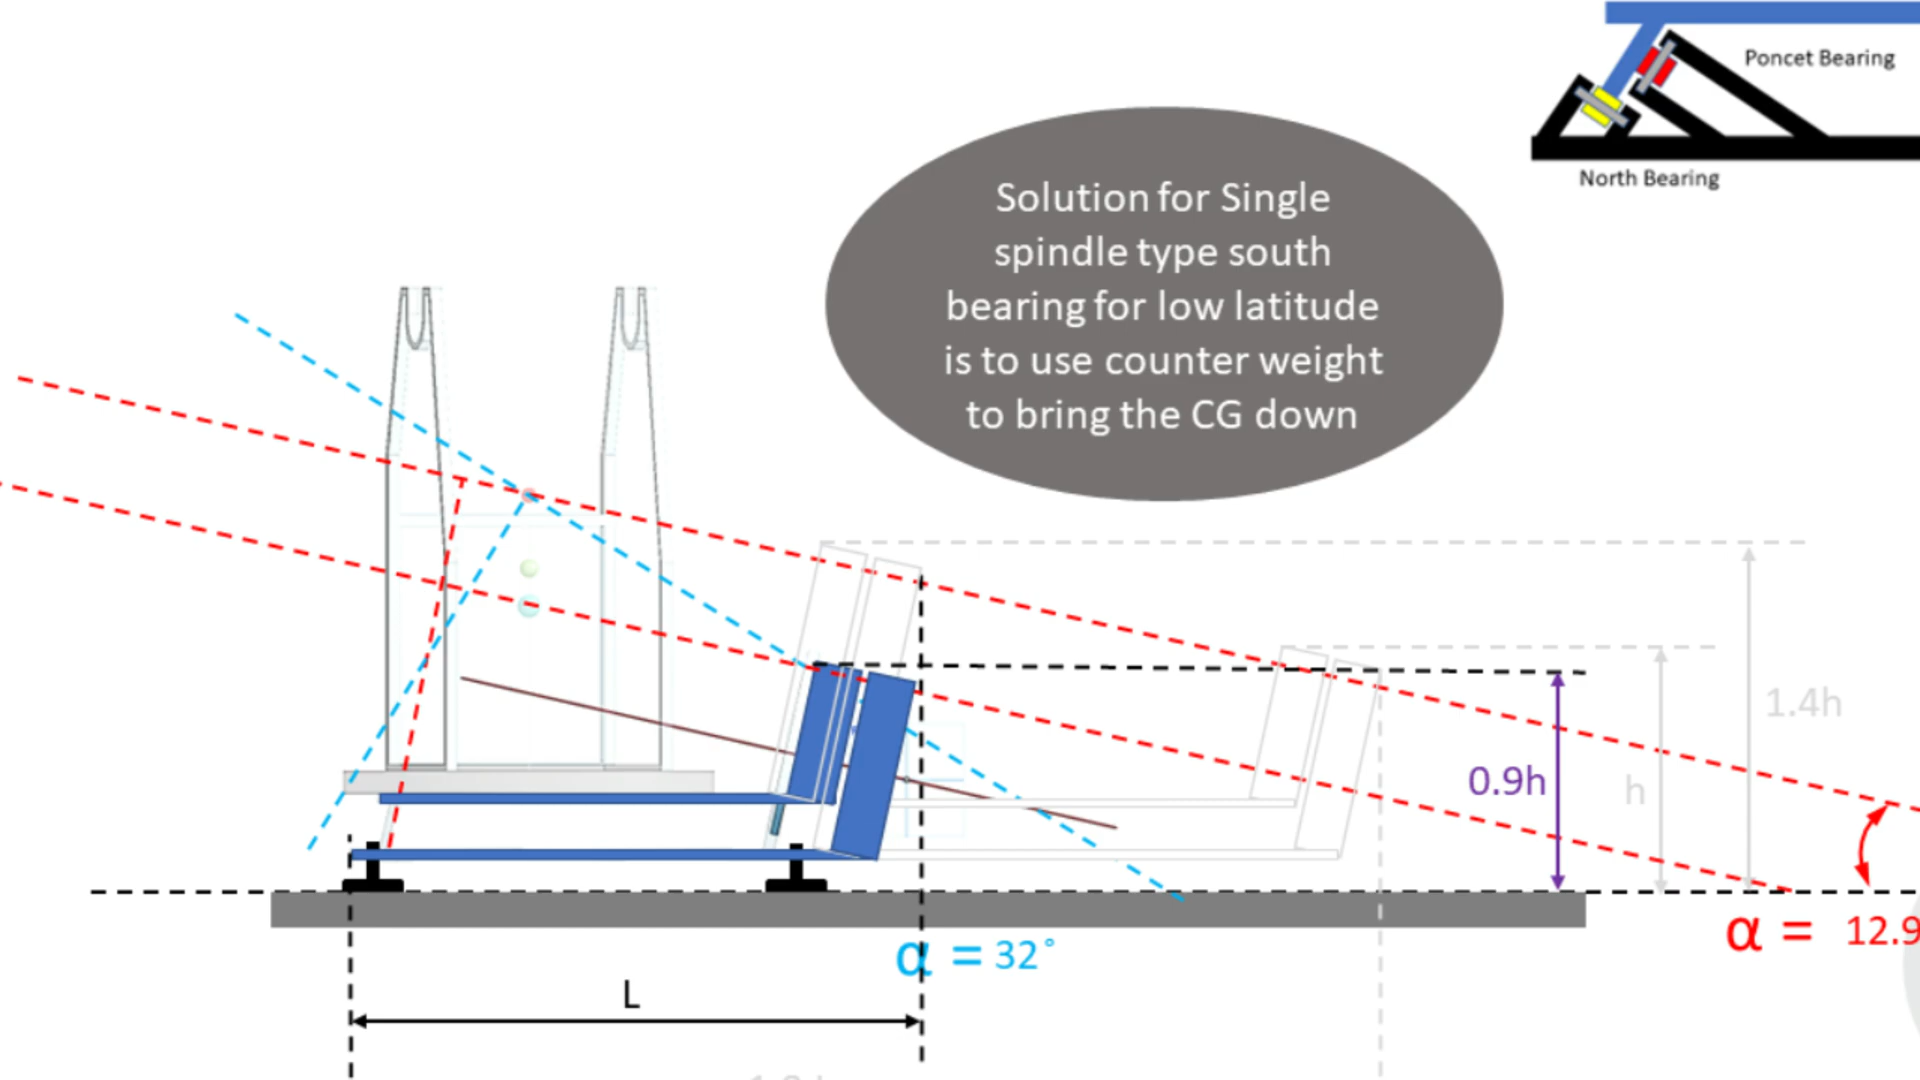 Poncet Bearing
North Bearing
Solution for Single
spindle type south
bearing for low latitude
is to use counter weight
to bring the CG down
1.4h
0.9h
h
α = 12.9
α = 32°
L